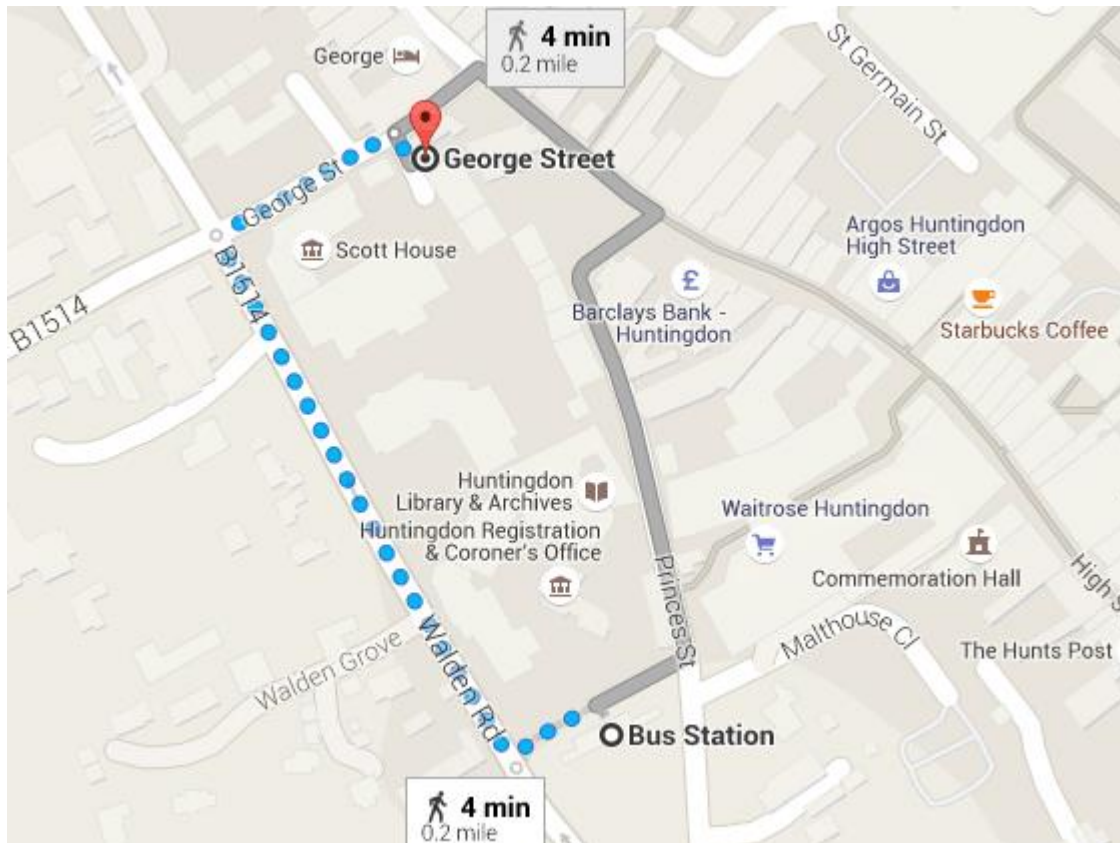 4 min
0.2 mile
George
St Germain St
George Street
George St
Scott House
Argos Huntingdon
High Street
B1514
B1514
Barclays Bank -
Huntingdon
£
Starbucks Coffee
Huntingdon
Library & Archives
Waitrose Huntingdon
Huntingdon Registration
& Coroner's Office
Commemoration Hall
High S
Princes St
Walden Grove
Walden Rd
Malthouse Cl
The Hunts Post
Bus Station
4 min
0.2 mile